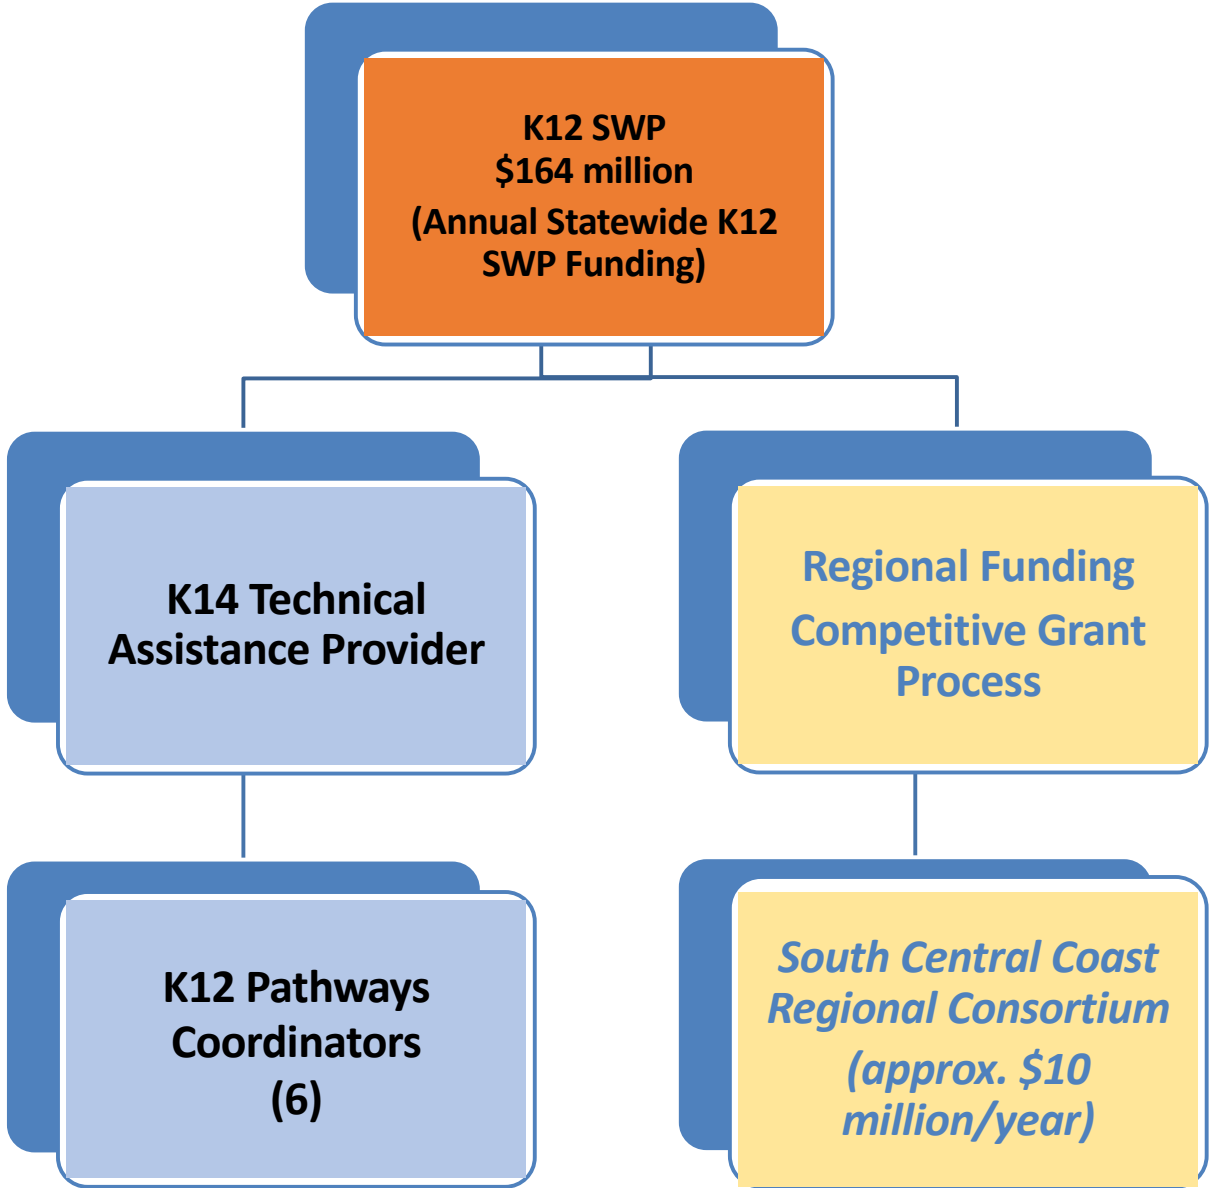 K12 SWP
$164 million
(Annual Statewide K12
SWP Funding)
K14 Technical
Assistance Provider
Regional Funding
Competitive Grant
Process
K12 Pathways
Coordinators
(6)
South Central Coast
Regional Consortium
(approx. $10
million/year)